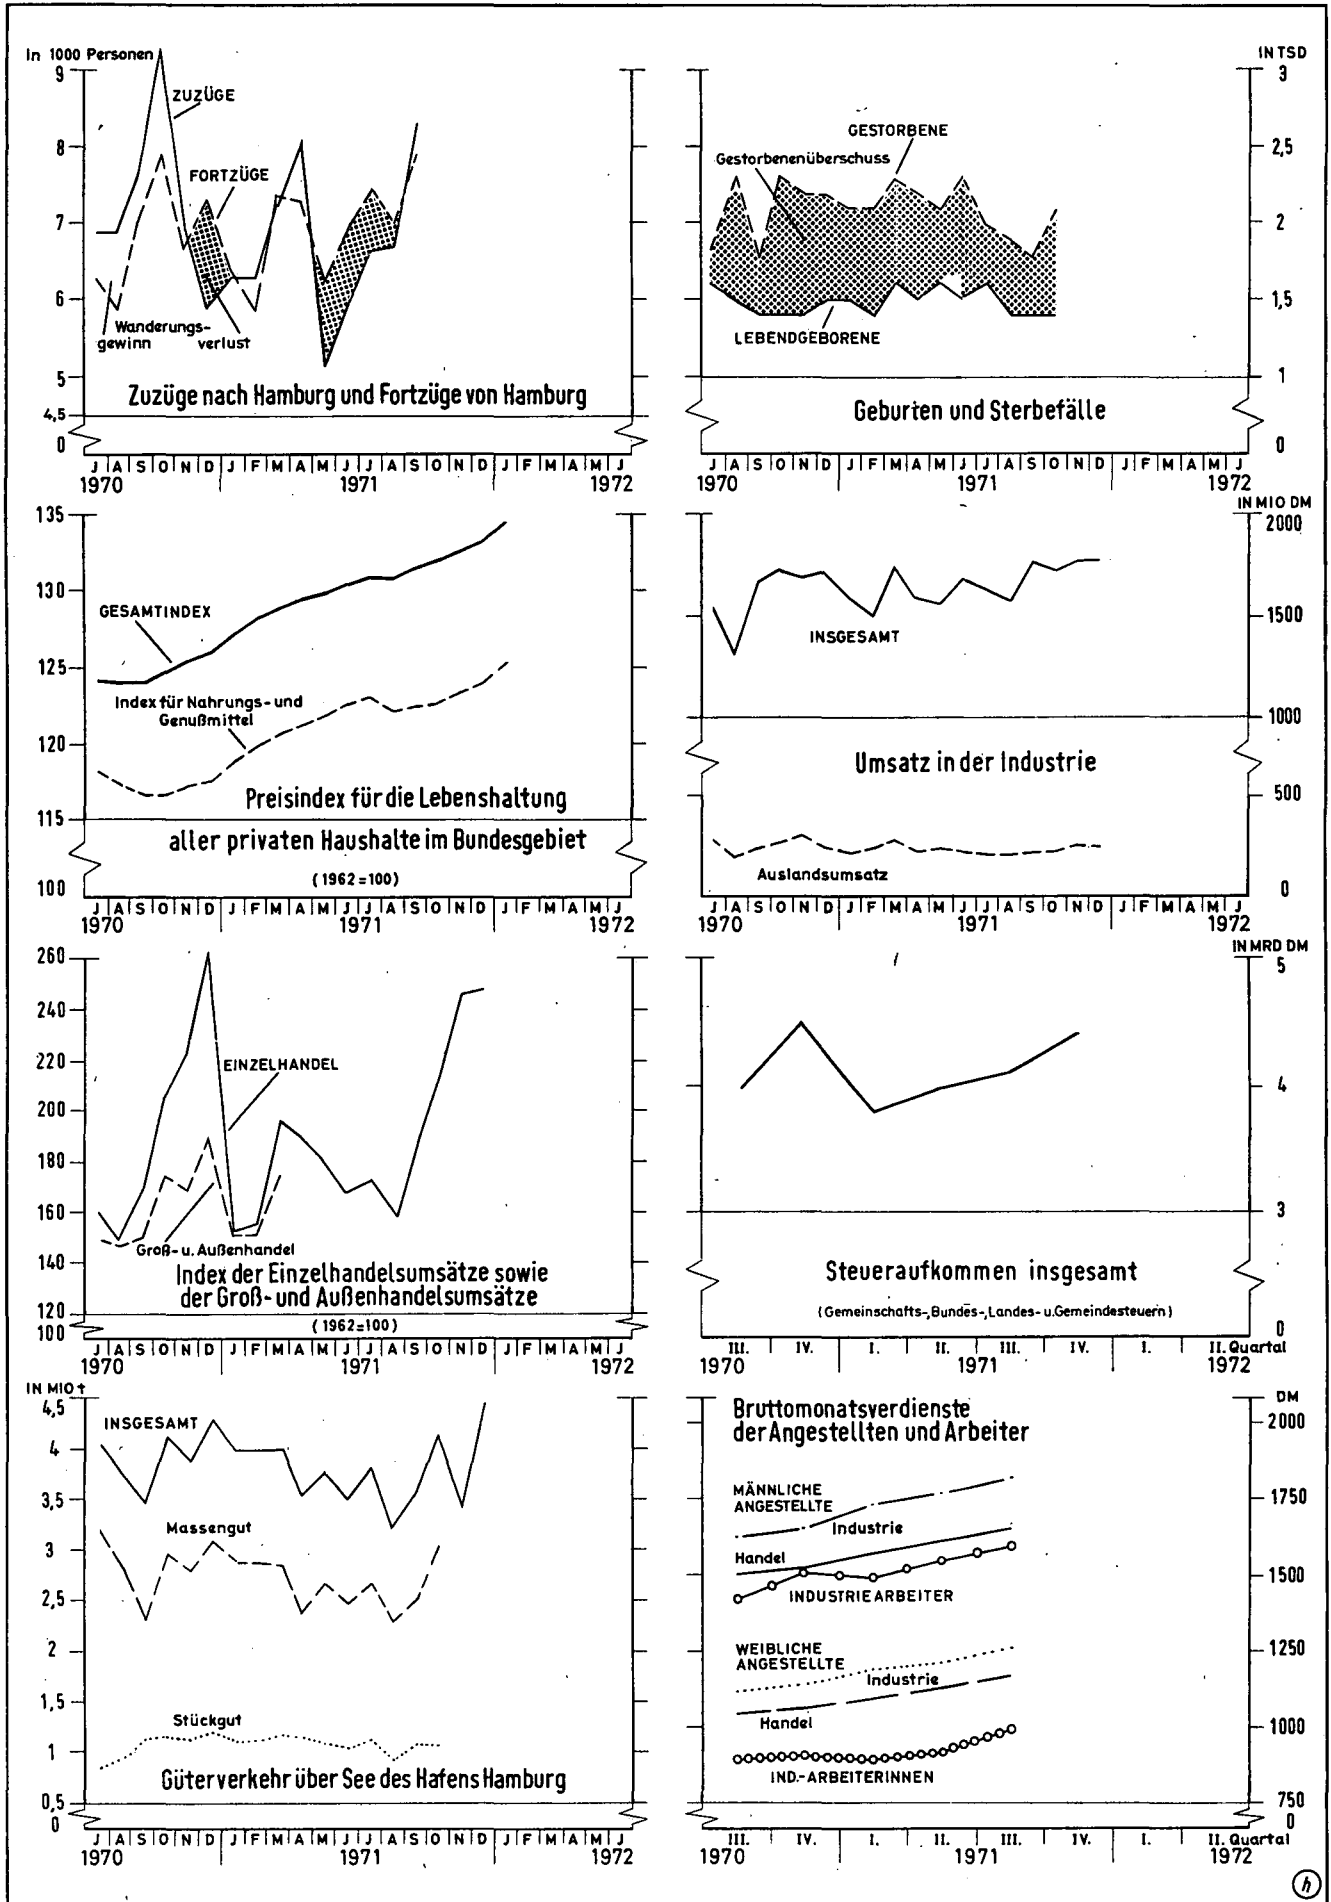 In 1000 Personen
9
8
7
6
5
4,5
0
ZUZÜGE
FORTZÜGE
Wanderungs-
gewinn verlust
Zuzüge nach Hamburg und Fortzüge von Hamburg
J A S O N D J F M A M J J A S O N D J F M A M J
1970 1971 1972
IN TSD
3
2,5
2
1,5
1
0
GESTORBENE
Gestorbenenüberschuss
LEBENDGEBORENE
Geburten und Sterbefälle
J A S O N D J F M A M J J A S O N D J F M A M J
1970 1971 1972
135
130
125
120
115
100
GESAMTINDEX
Index für Nahrungs- und
Genußmittel
Preisindex für die Lebenshaltung
aller privaten Haushalte im Bundesgebiet
(1962=100)
J A S O N D J F M A M J J A S O N D J F M A M J
1970 1971 1972
IN MIO DM
2000
1500
1000
500
0
INSGESAMT
Umsatz in der Industrie
Auslandsumsatz
J A S O N D J F M A M J J A S O N D J F M A M J
1970 1971 1972
260
240
220
200
180
160
140
120
100
EINZELHANDEL
Groß- u. Außenhandel
Index der Einzelhandelsumsätze sowie
der Groß- und Außenhandelsumsätze
(1962=100)
J A S O N D J F M A M J J A S O N D J F M A M J
1970 1971 1972
IN MRD DM
5
4
3
0
Steueraufkommen insgesamt
(Gemeinschafts-,Bundes-,Landes- u.Gemeindesteuern)
III. IV. I. II. III. IV. I. II. Quartal
1970 1971 1972
IN MIO t
4,5
4
3,5
3
2,5
2
1,5
1
0,5
0
INSGESAMT
Massengut
Stückgut
Güterverkehr über See des Hafens Hamburg
J A S O N D J F M A M J J A S O N D J F M A M J
1970 1971 1972
Bruttomonatsverdienste
der Angestellten und Arbeiter
DM
2000
1750
1500
1250
1000
750
0
MÄNNLICHE
ANGESTELLTE
Industrie
Handel
INDUSTRIEARBEITER
WEIBLICHE
ANGESTELLTE
Industrie
Handel
IND.-ARBEITERINNEN
III. IV. I. II. III. IV. I. II. Quartal
1970 1971 1972
h